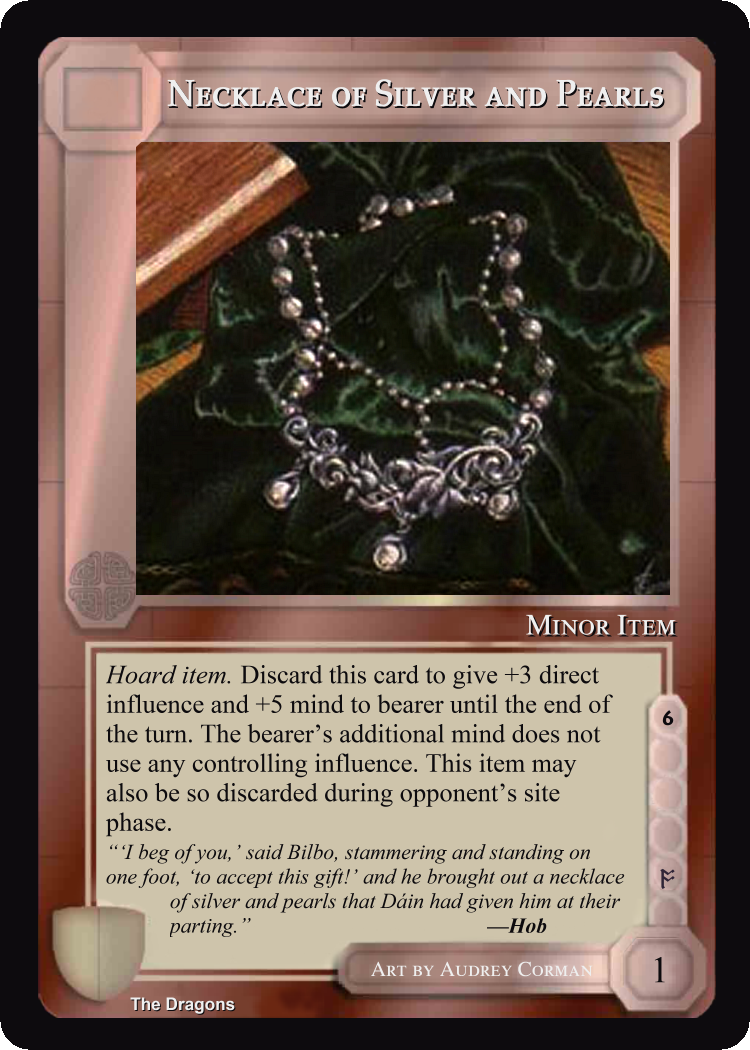 Necklace of Silver and Pearls
Minor Item
Hoard item. Discard this card to give +3 direct
influence and +5 mind to bearer until the end of
the turn. The bearer’s additional mind does not
use any controlling influence. This item may
also be so discarded during opponent’s site
phase.
“‘I beg of you,’ said Bilbo, stammering and standing on
one foot, ‘to accept this gift!’ and he brought out a necklace
of silver and pearls that Dáin had given him at their
parting.” —Hob
6
ᚩ
Art by Audrey Corman
1
The Dragons